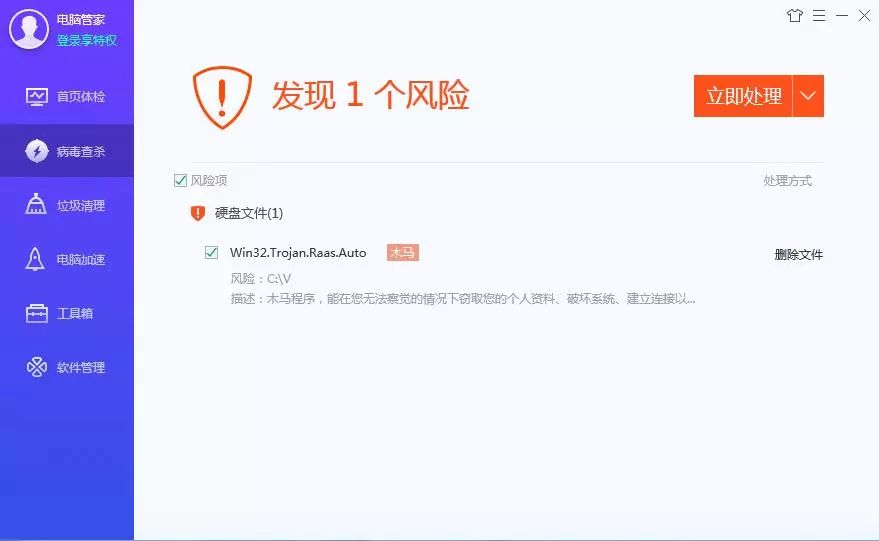 电脑管家
登录享特权
首页体检
病毒查杀
垃圾清理
电脑加速
工具箱
软件管理
发现 1 个风险
立即处理
风险项
处理方式
硬盘文件(1)
Win32.Trojan.Raas.Auto 木马
删除文件
风险：C:\V
描述：木马程序，能在您无法察觉的情况下窃取您的个人资料、破坏系统、建立连接以...